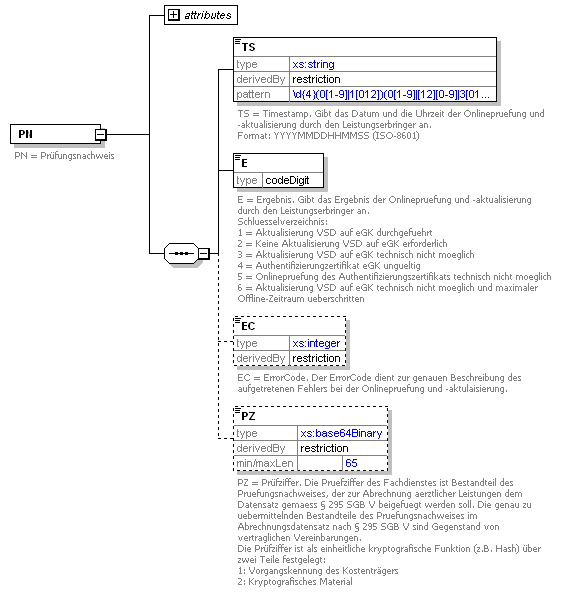 attributes
TS
type xs:string
derivedBy restriction
pattern \d{4}(0[1-9]|1[012])(0[1-9]|[12][0-9]|3[01...
TS = Timestamp. Gibt das Datum und die Uhrzeit der Onlinepruefung und
-aktualisierung durch den Leistungserbringer an.
Format: YYYYMMDDHHMMSS (ISO-8601)
PN
PN = Prüfungsnachweis
E
type codeDigit
E = Ergebnis. Gibt das Ergebnis der Onlinepruefung und -aktualisierung
durch den Leistungserbringer an.
Schluesselverzeichnis:
1 = Aktualisierung VSD auf eGK durchgefuehrt
2 = Keine Aktualisierung VSD auf eGK erforderlich
3 = Aktualisierung VSD auf eGK technisch nicht moeglich
4 = Authentifizierungzertifikat eGK ungueltig
5 = Onlinepruefung des Authentifizierungszertifikats technisch nicht moeglich
6 = Aktualisierung VSD auf eGK technisch nicht moeglich und maximaler
Offline-Zeitraum ueberschritten
EC
type xs:integer
derivedBy restriction
EC = ErrorCode. Der ErrorCode dient zur genauen Beschreibung des
aufgetretenen Fehlers bei der Onlinepruefung und -aktulaisierung.
PZ
type xs:base64Binary
derivedBy restriction
min/maxLen 65
PZ = Prüfziffer. Die Pruefziffer des Fachdienstes ist Bestandteil des
Pruefungsnachweises, der zur Abrechnung aerztlicher Leistungen dem
Datensatz gemaess § 295 SGB V beigefuegt werden soll. Die genau zu
uebermittelnden Bestandteile des Pruefungsnachweises im
Abrechnungsdatensatz nach § 295 SGB V sind Gegenstand von
vertraglichen Vereinbarungen.
Die Prüfziffer ist als einheitliche kryptografische Funktion (z.B. Hash) über
zwei Teile festgelegt:
1: Vorgangskennung des Kostenträgers
2: Kryptografisches Material